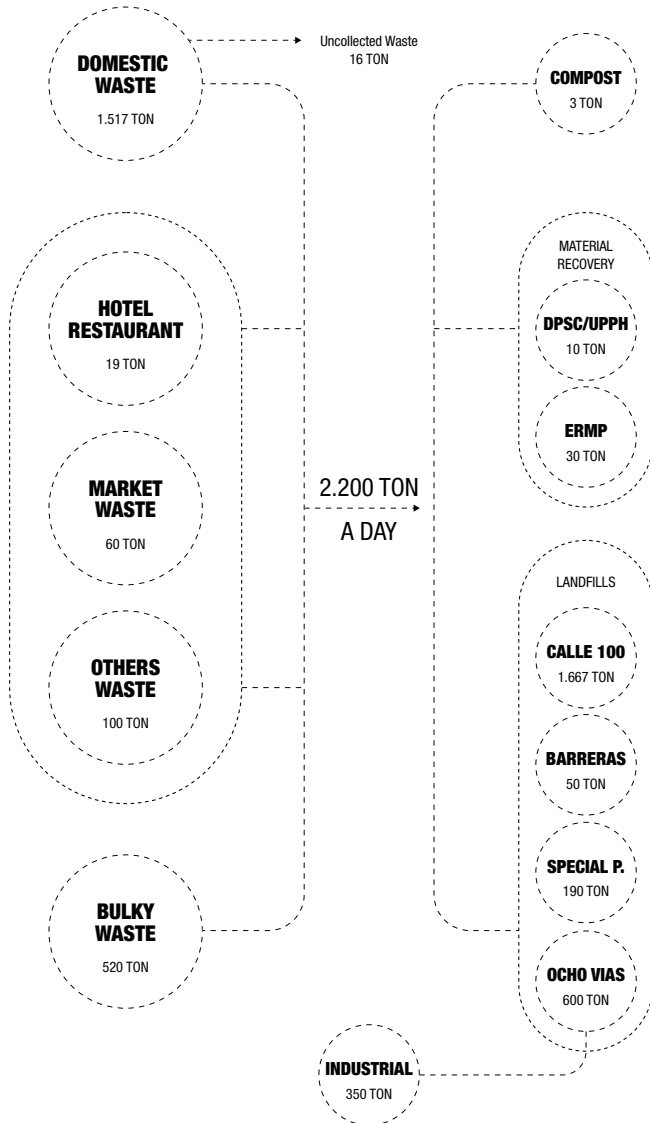 DOMESTIC
WASTE
1.517 TON
Uncollected Waste
16 TON
HOTEL
RESTAURANT
19 TON
MARKET
WASTE
60 TON
OTHERS
WASTE
100 TON
BULKY
WASTE
520 TON
2.200 TON
A DAY
COMPOST
3 TON
MATERIAL
RECOVERY
DPSC/UPPH
10 TON
ERMP
30 TON
LANDFILLS
CALLE 100
1.667 TON
BARRERAS
50 TON
SPECIAL P.
190 TON
OCHO VIAS
600 TON
INDUSTRIAL
350 TON